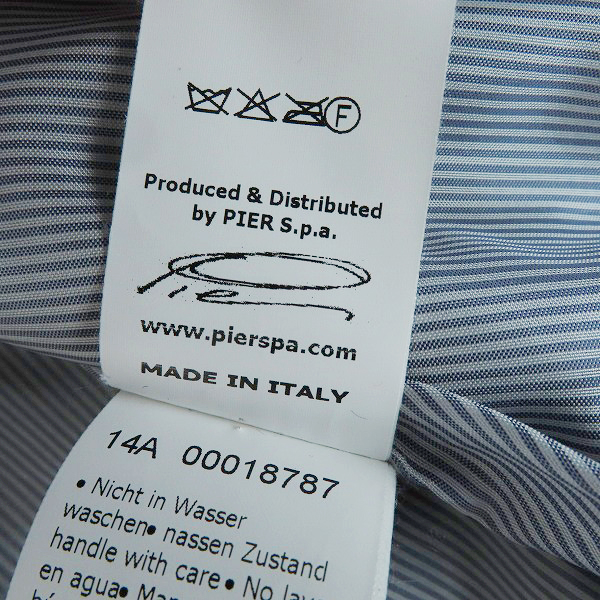 F
Produced & Distributed
by PIER S.p.a.
www.pierspa.com
MADE IN ITALY
14A 00018787
• Nicht in Wasser
waschen• nassen Zustand
handle with care• No
en agua•